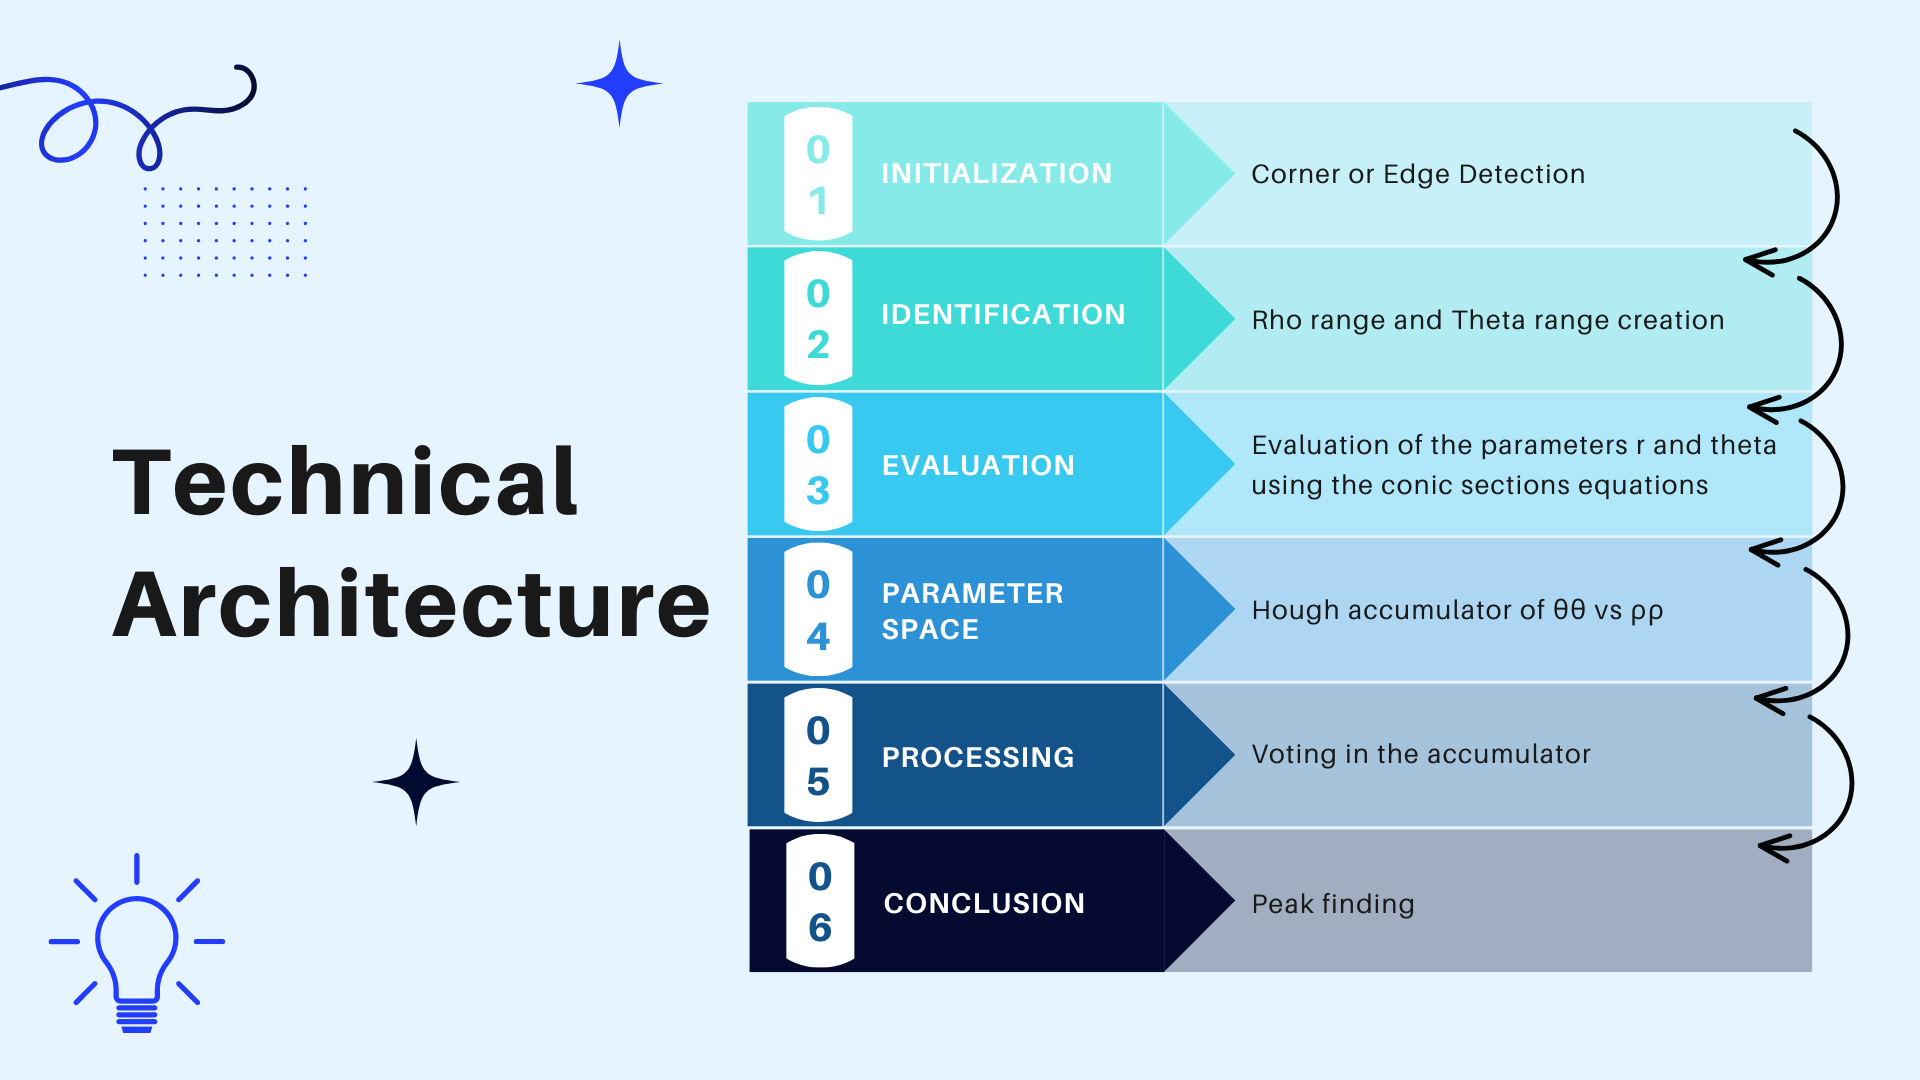 Technical
Architecture
0
1
INITIALIZATION
Corner or Edge Detection
0
2
IDENTIFICATION
Rho range and Theta range creation
0
3
EVALUATION
Evaluation of the parameters r and theta
using the conic sections equations
0
4
PARAMETER
SPACE
Hough accumulator of θθ vs ρρ
0
5
PROCESSING
Voting in the accumulator
0
6
CONCLUSION
Peak finding